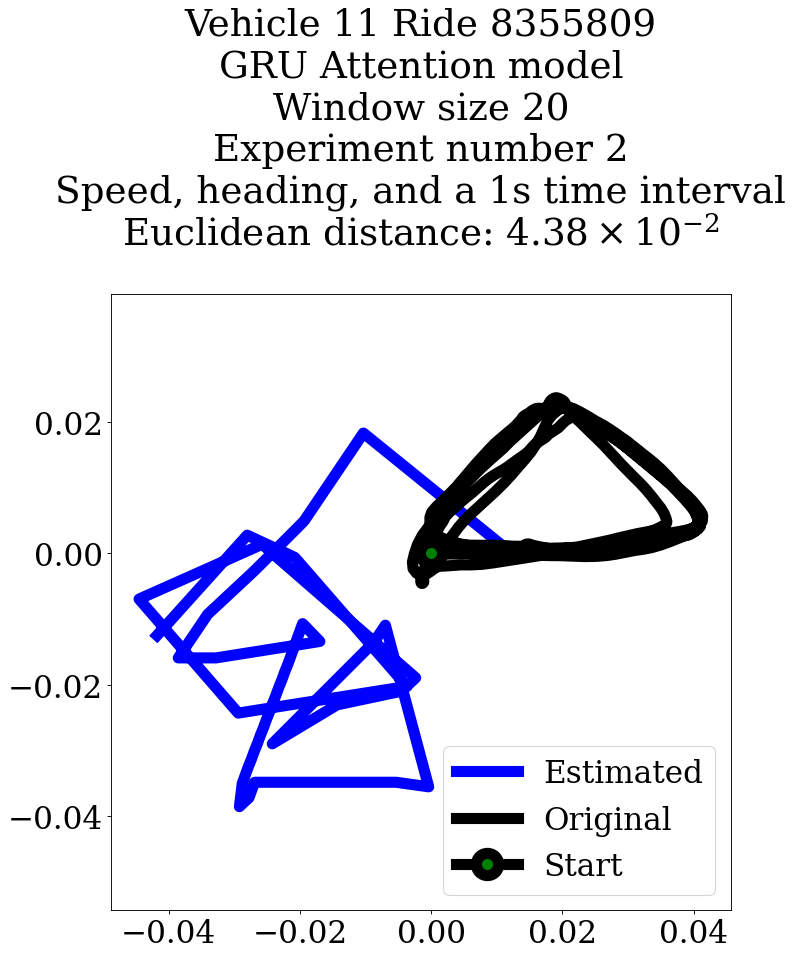 Vehicle 11 Ride 8355809
GRU Attention model
Window size 20
Experiment number 2
Speed, heading, and a 1s time interval
Euclidean distance: 4.38 × 10⁻²
0.02
0.00
−0.02
−0.04
Estimated
Original
Start
−0.04 −0.02 0.00 0.02 0.04